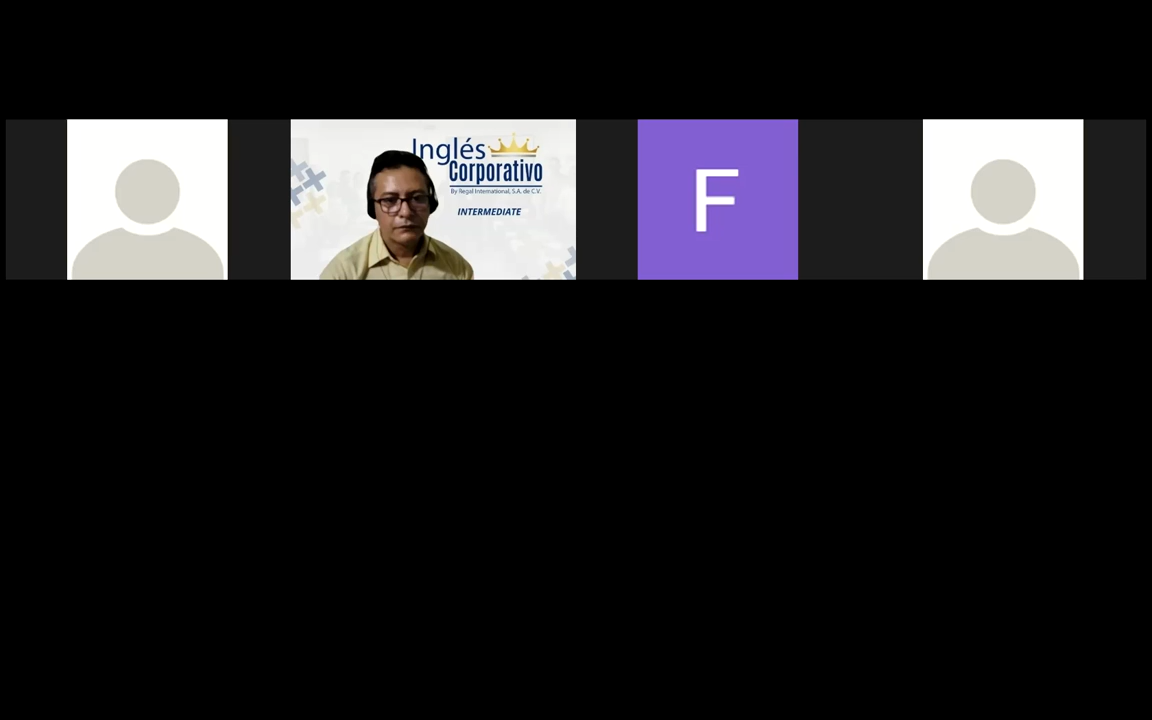 Inglés
Corporativo
By Regal International, S.A. de C.V.
INTERMEDIATE
F